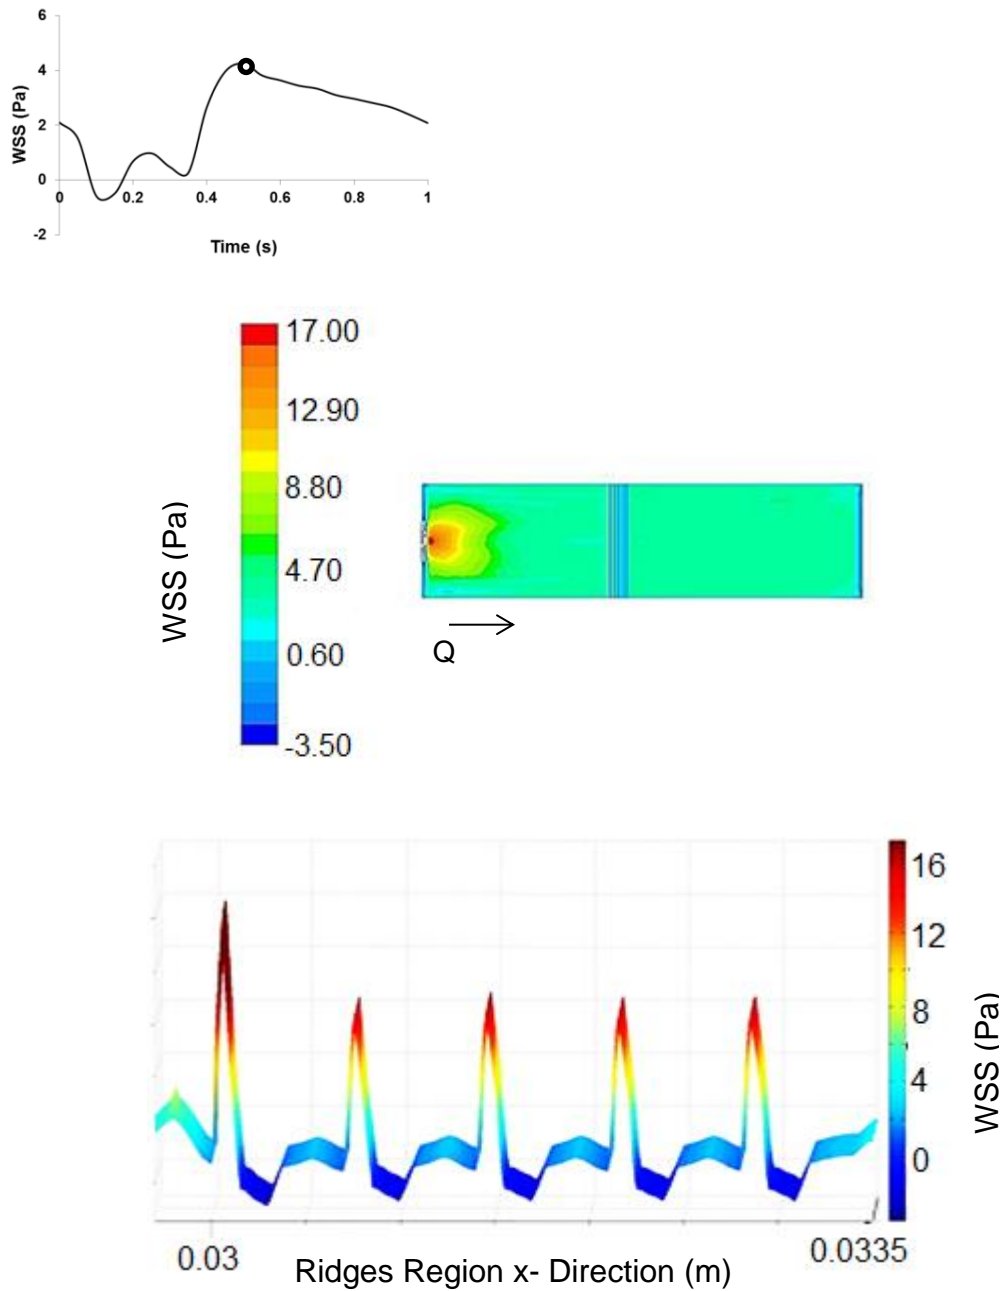 6
4
2
0
-2
WSS (Pa)
0 0.2 0.4 0.6 0.8 1
Time (s)
17.00
12.90
8.80
4.70
0.60
-3.50
WSS (Pa)
Q
16
12
8
4
0
WSS (Pa)
0.03 0.0335
Ridges Region x- Direction (m)